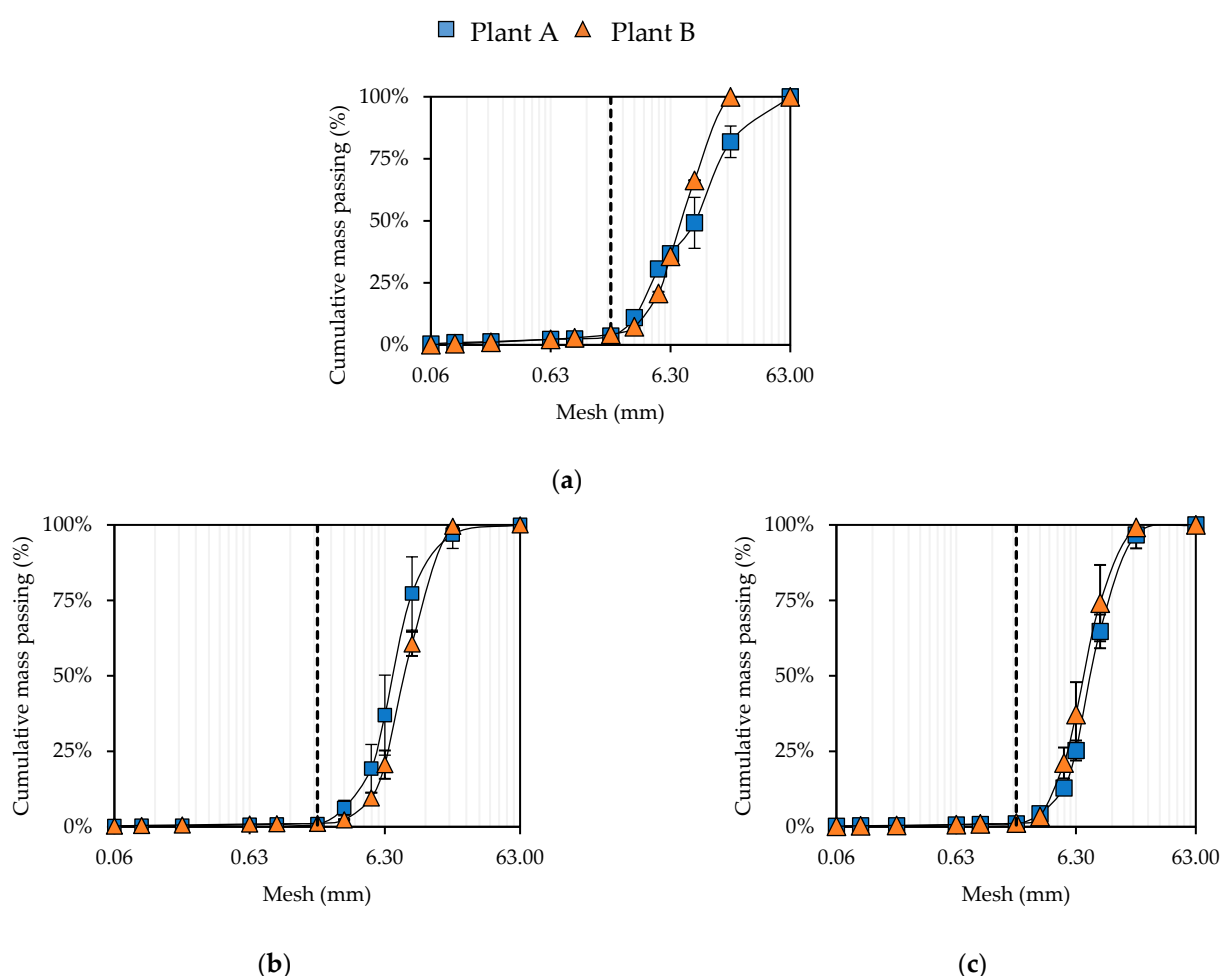 Plant A Plant B
Cumulative mass passing (%)
100%
75%
50%
25%
0%
0.06 0.63 6.30 63.00
Mesh (mm)
(a)
Cumulative mass passing (%)
100%
75%
50%
25%
0%
0.06 0.63 6.30 63.00
Mesh (mm)
(b)
Cumulative mass passing (%)
100%
75%
50%
25%
0%
0.06 0.63 6.30 63.00
Mesh (mm)
(c)